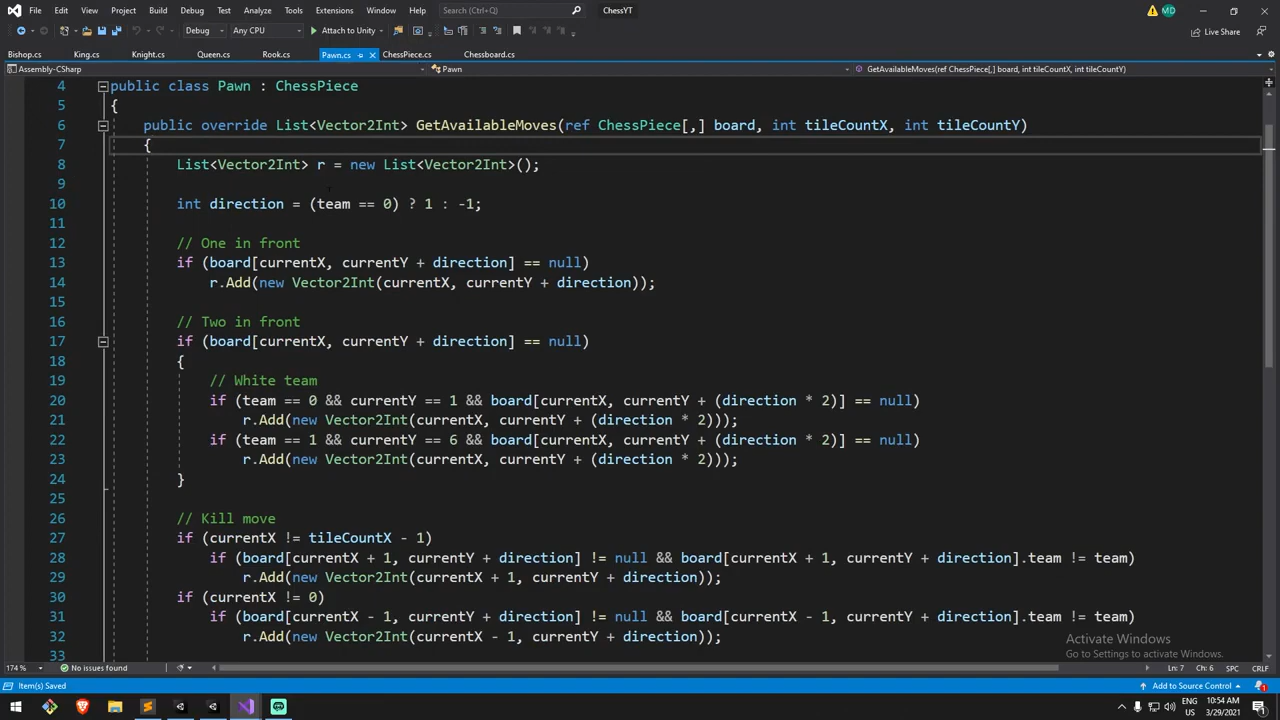 File Edit View Project Build Debug Test Analyze Tools Extensions Window Help Search (Ctrl+Q) ChessYT MD
Debug Any CPU Attach to Unity Live Share
Bishop.cs King.cs Knight.cs Queen.cs Rook.cs Pawn.cs ChessPiece.cs Chessboard.cs
Assembly-CSharp Pawn GetAvailableMoves(ref ChessPiece[,] board, int tileCountX, int tileCountY)
4 public class Pawn : ChessPiece
5 {
6 public override List<Vector2Int> GetAvailableMoves(ref ChessPiece[,] board, int tileCountX, int tileCountY)
7 {
8 List<Vector2Int> r = new List<Vector2Int>();
9
10 int direction = (team == 0) ? 1 : -1;
11
12 // One in front
13 if (board[currentX, currentY + direction] == null)
14 r.Add(new Vector2Int(currentX, currentY + direction));
15
16 // Two in front
17 if (board[currentX, currentY + direction] == null)
18 {
19 // White team
20 if (team == 0 && currentY == 1 && board[currentX, currentY + (direction * 2)] == null)
21 r.Add(new Vector2Int(currentX, currentY + (direction * 2)));
22 if (team == 1 && currentY == 6 && board[currentX, currentY + (direction * 2)] == null)
23 r.Add(new Vector2Int(currentX, currentY + (direction * 2)));
24 }
25
26 // Kill move
27 if (currentX != tileCountX - 1)
28 if (board[currentX + 1, currentY + direction] != null && board[currentX + 1, currentY + direction].team != team)
29 r.Add(new Vector2Int(currentX + 1, currentY + direction));
30 if (currentX != 0)
31 if (board[currentX - 1, currentY + direction] != null && board[currentX - 1, currentY + direction].team != team)
32 r.Add(new Vector2Int(currentX - 1, currentY + direction));
33
Activate Windows
Go to Settings to activate Windows.
174 % No issues found Ln: 7 Ch: 6 SPC CRLF
Item(s) Saved Add to Source Control 1
ENG 10:54 AM
US 3/29/2021 1